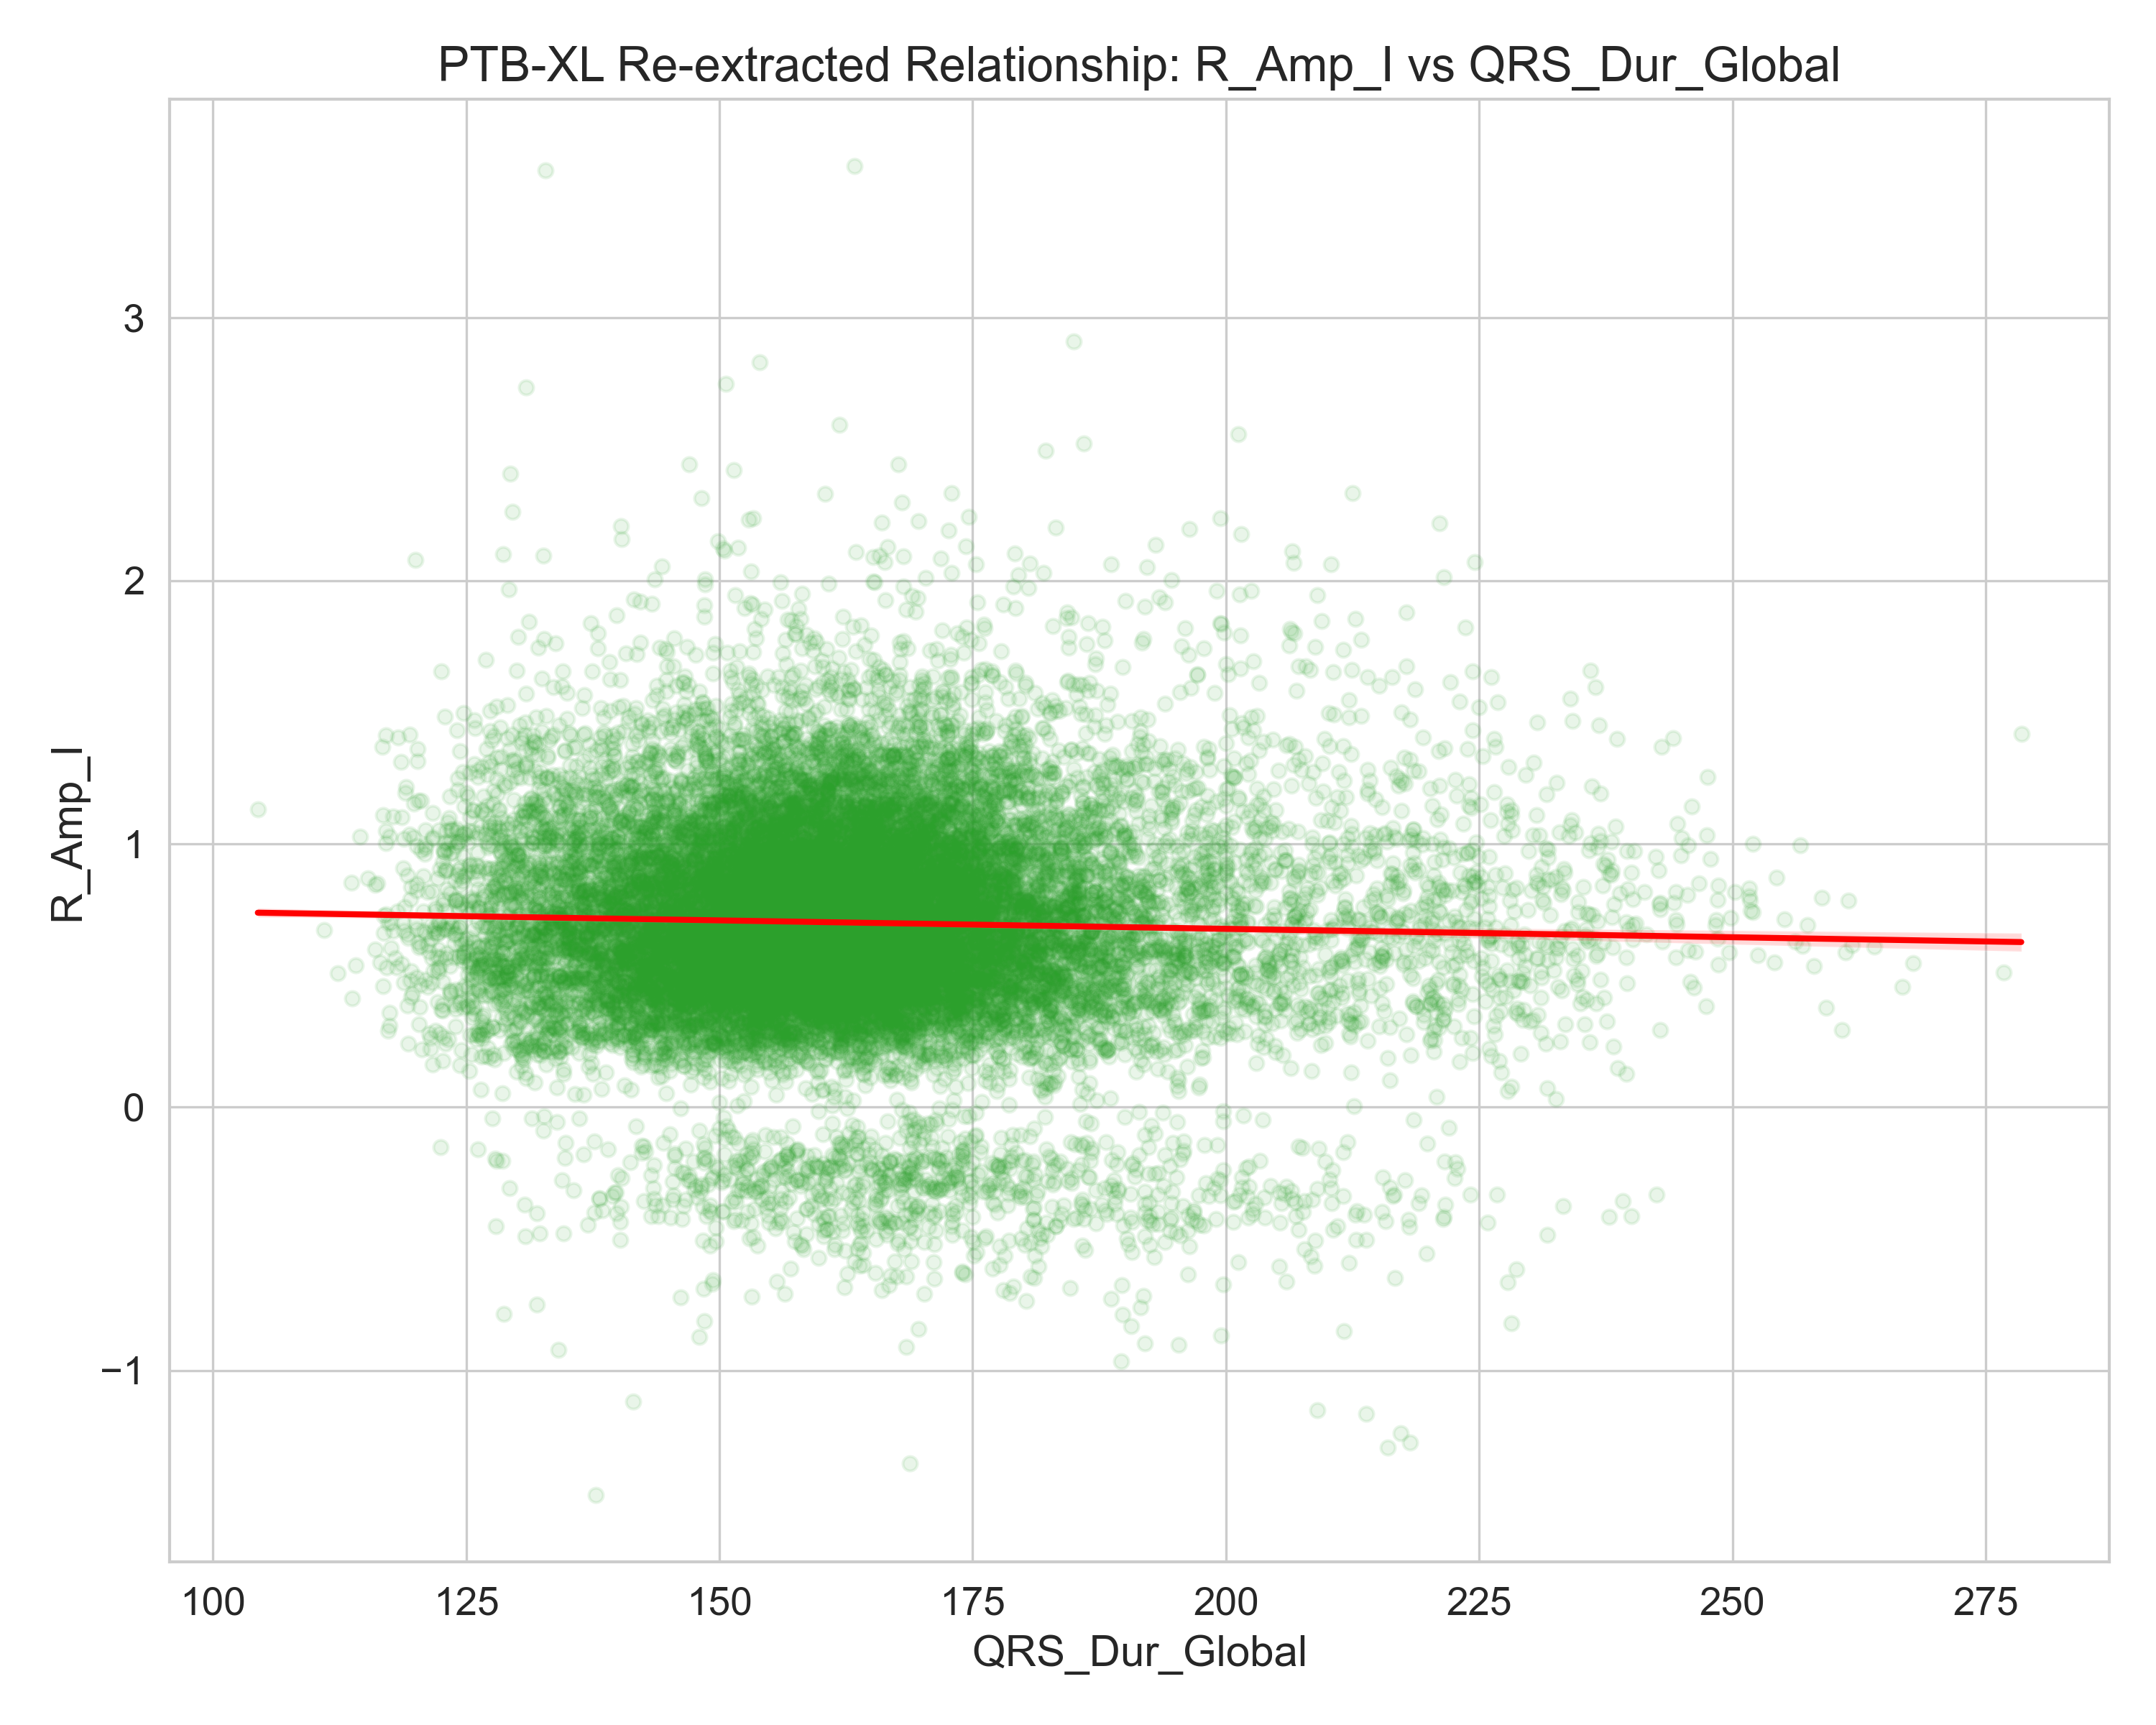 PTB-XL Re-extracted Relationship: R_Amp_I vs QRS_Dur_Global
R_Amp_I
3
2
1
0
−1
100 125 150 175 200 225 250 275
QRS_Dur_Global